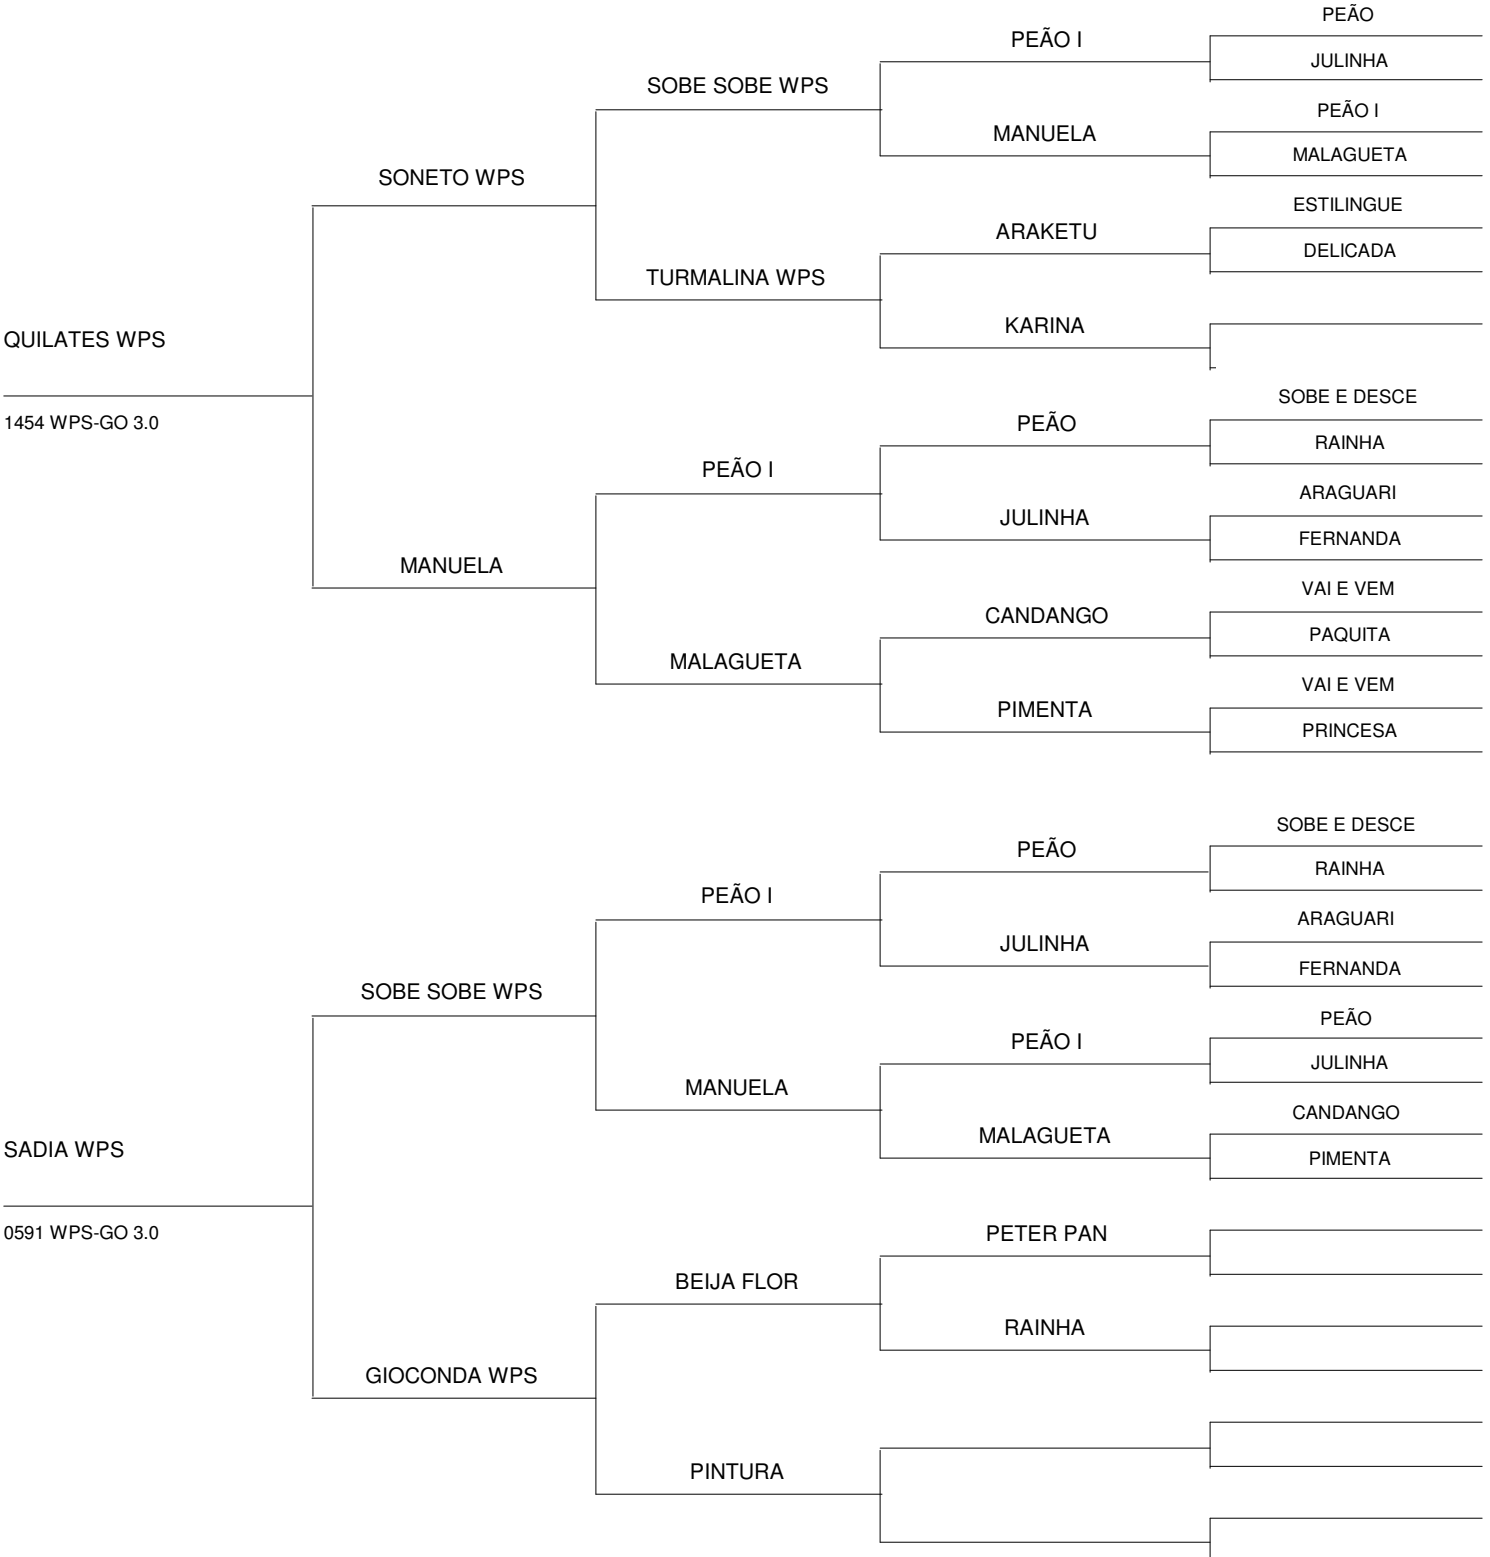 PEÃO
PEÃO I
JULINHA
SOBE SOBE WPS
PEÃO I
MANUELA
MALAGUETA
SONETO WPS
ESTILINGUE
ARAKETU
DELICADA
TURMALINA WPS
KARINA
QUILATES WPS
1454 WPS-GO 3.0
SOBE E DESCE
PEÃO
RAINHA
PEÃO I
ARAGUARI
JULINHA
FERNANDA
MANUELA
VAI E VEM
CANDANGO
PAQUITA
MALAGUETA
VAI E VEM
PIMENTA
PRINCESA
SOBE E DESCE
PEÃO
RAINHA
PEÃO I
ARAGUARI
JULINHA
FERNANDA
SOBE SOBE WPS
PEÃO
PEÃO I
JULINHA
MANUELA
CANDANGO
MALAGUETA
PIMENTA
SADIA WPS
0591 WPS-GO 3.0
PETER PAN
BEIJA FLOR
RAINHA
GIOCONDA WPS
PINTURA